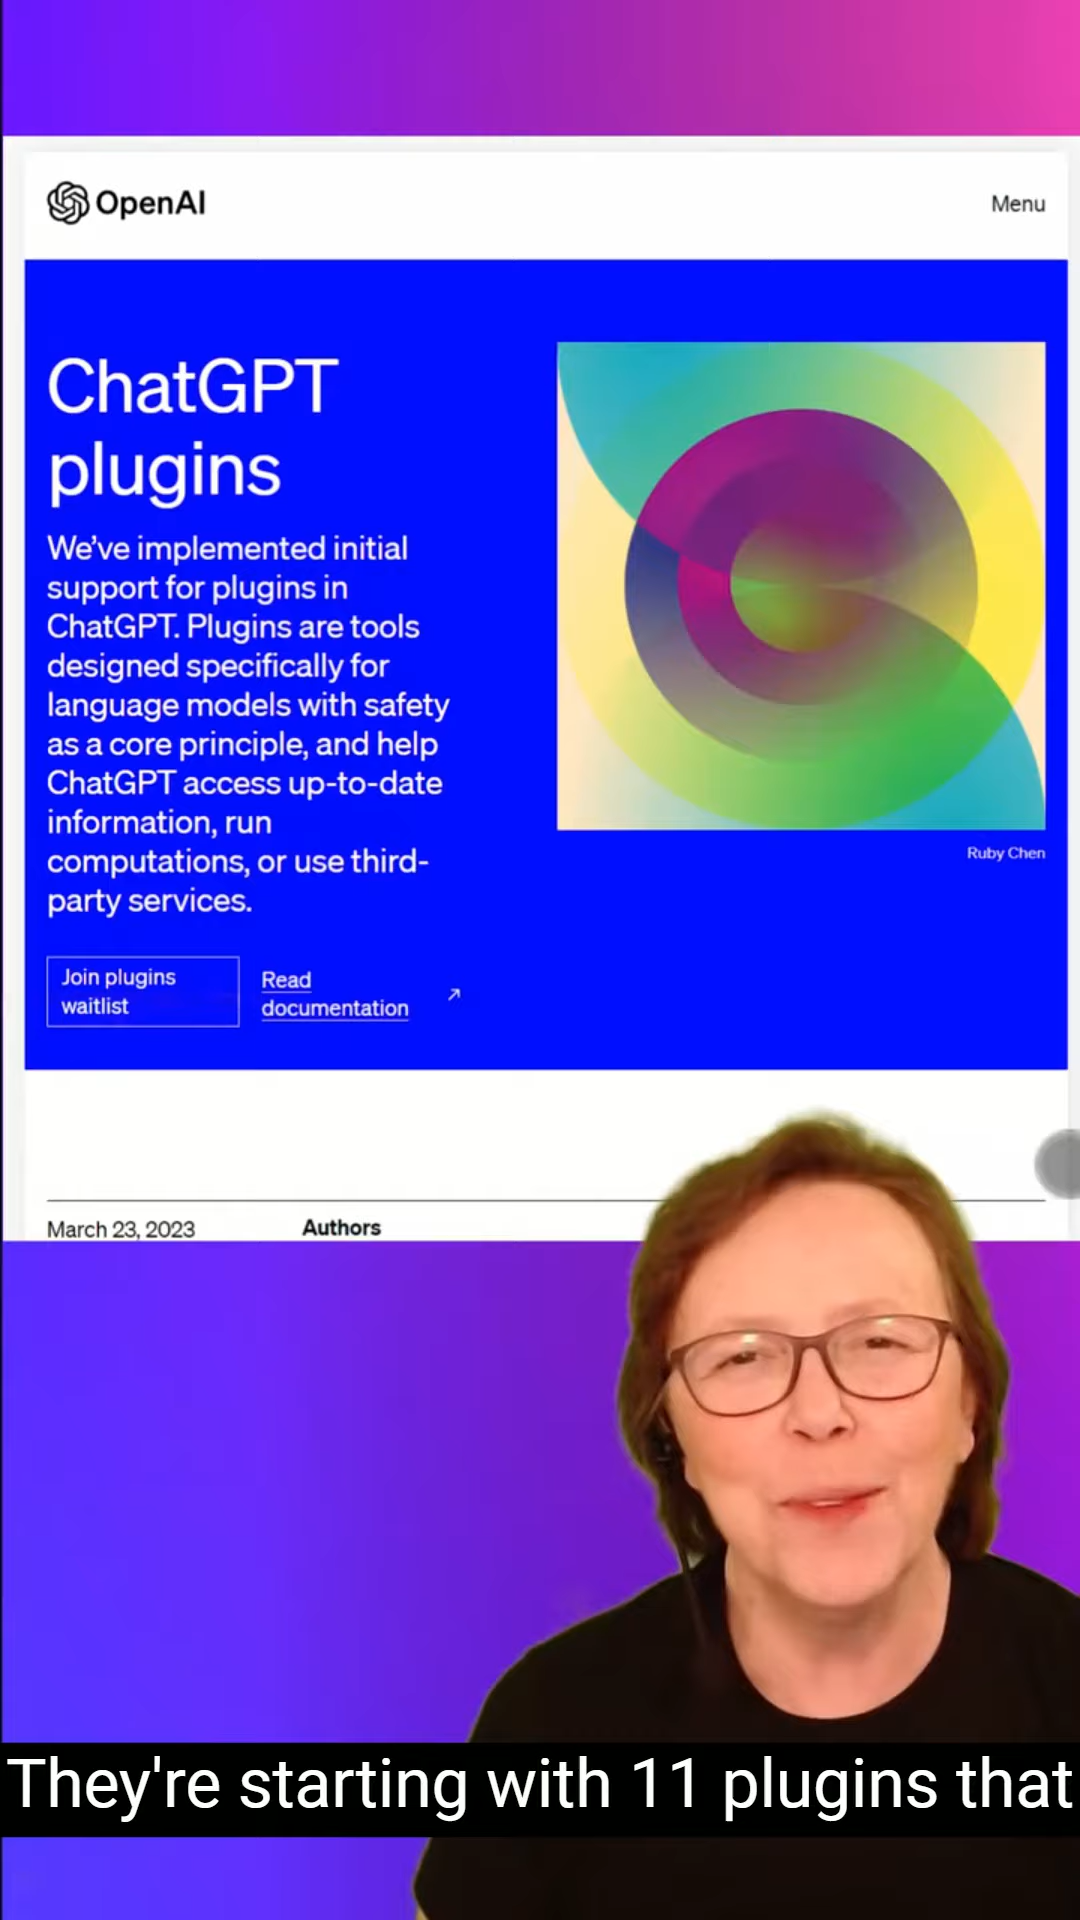 OpenAI
Menu
ChatGPT
plugins
We've implemented initial
support for plugins in
ChatGPT. Plugins are tools
designed specifically for
language models with safety
as a core principle, and help
ChatGPT access up-to-date
information, run
computations, or use third-
party services.
Ruby Chen
Join plugins
waitlist
Read
documentation
March 23, 2023
Authors
They're starting with 11 plugins that